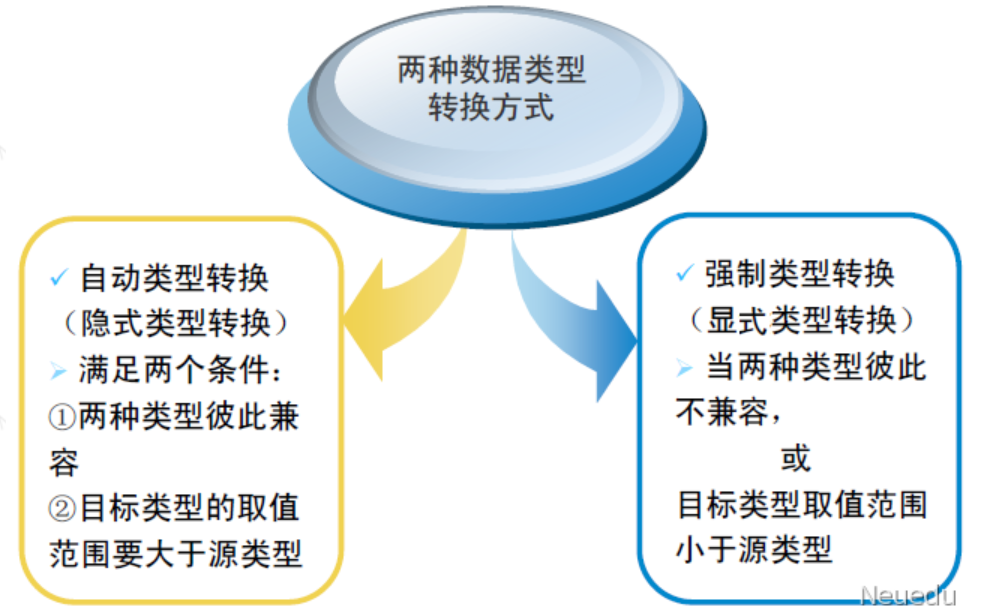 两种数据类型
转换方式
✓ 自动类型转换
（隐式类型转换）
➢ 满足两个条件：
①两种类型彼此兼
容
②目标类型的取值
范围要大于源类型
✓ 强制类型转换
（显式类型转换）
➢ 当两种类型彼此
不兼容，
或
目标类型取值范围
小于源类型
Neuedu